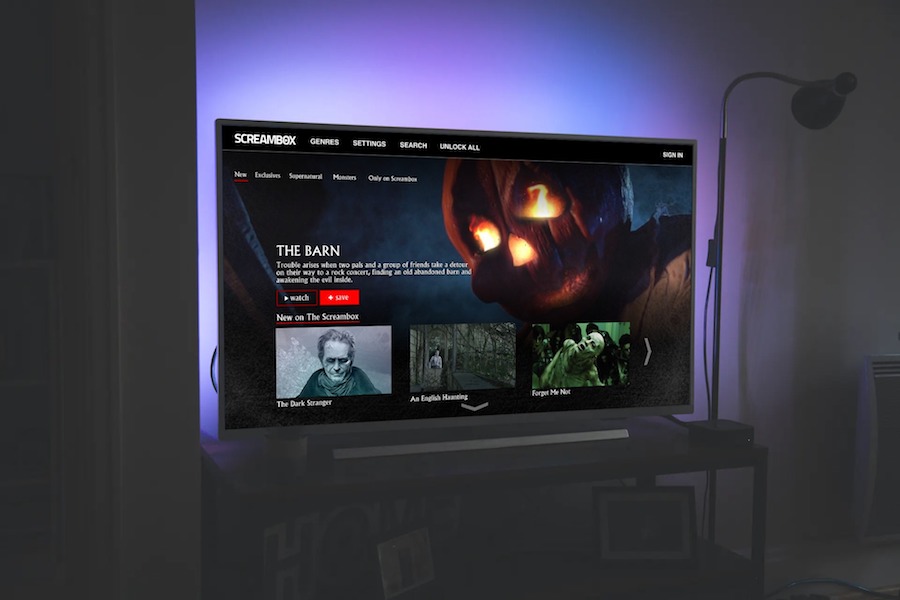 SCREAMBOX GENRES SETTINGS SEARCH UNLOCK ALL SIGN IN
New Exclusives Supernatural Monsters Only on Screambox
THE BARN
Trouble arises when two pals and a group of friends take a detour
on their way to a rock concert, finding an old abandoned barn and
awakening the evil inside.
watch + save
New on The Screambox
The Dark Stranger An English Haunting Forget Me Not
HOME